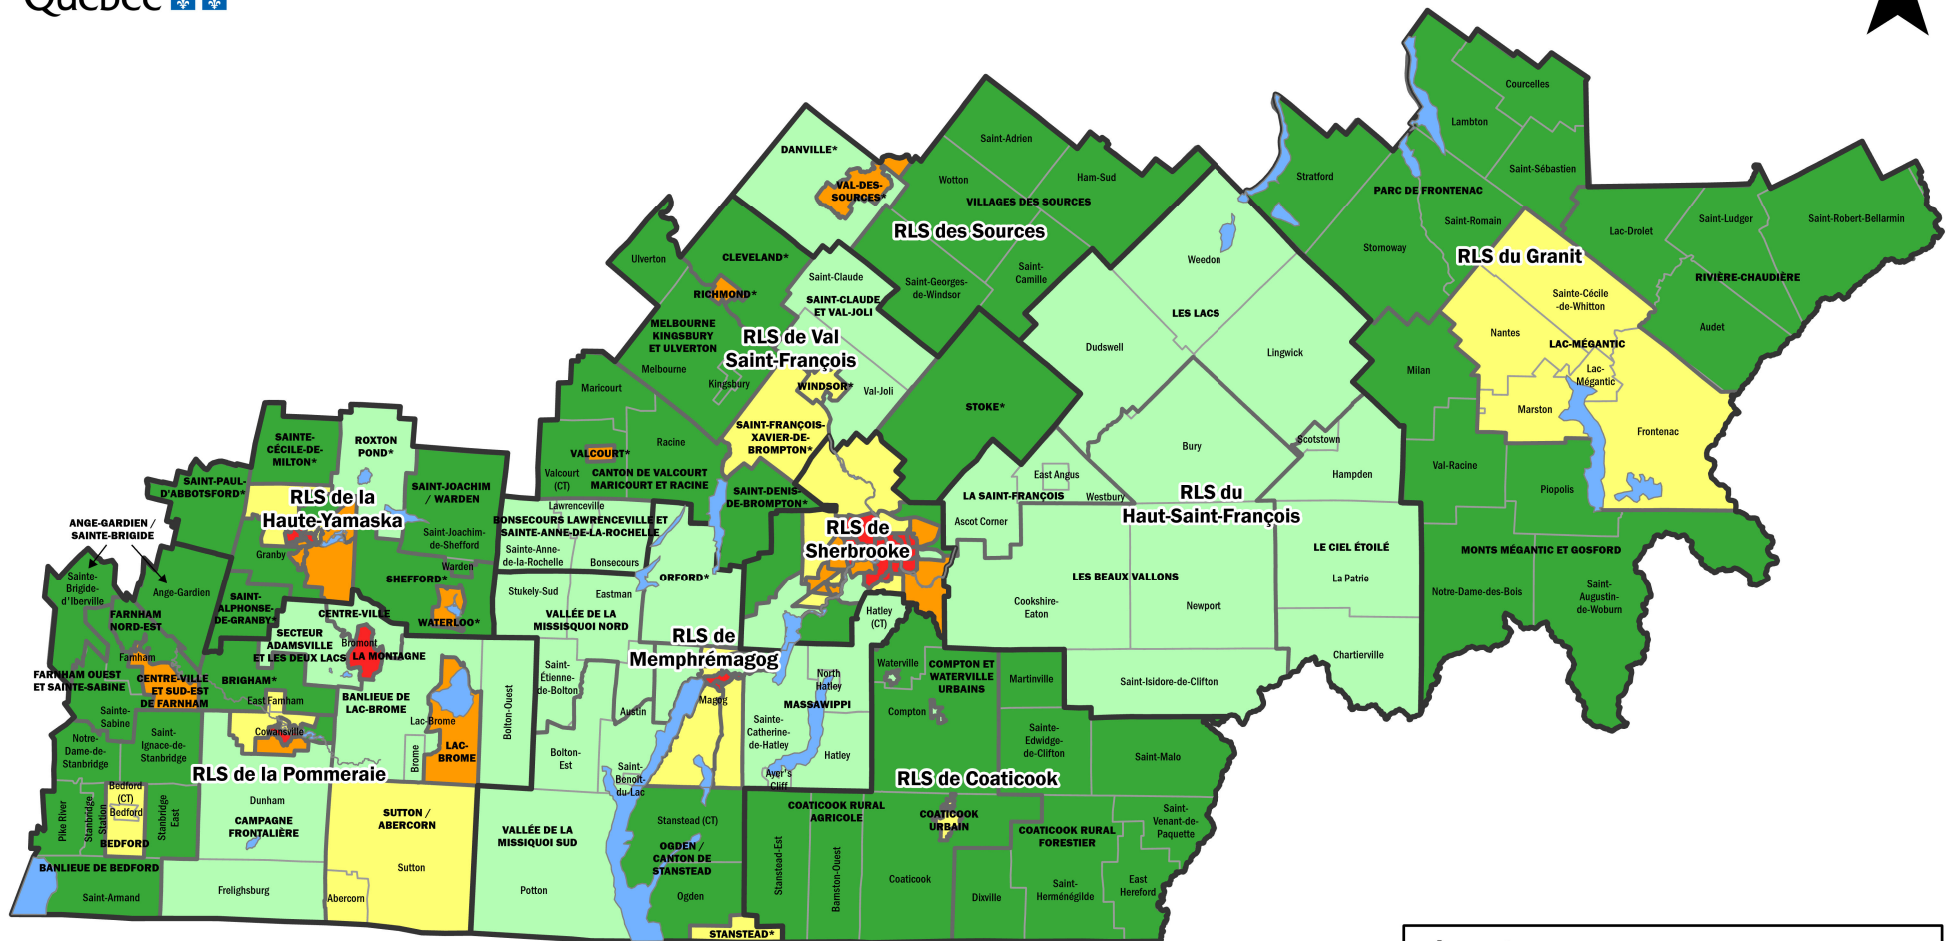 Québec
Courcelles
Lambton
Saint-Adrien
DANVILLE*
Saint-Sébastien
Ham-Sud
Stratford
Wotton
VAL-DES-
SOURCES*
PARC DE FRONTENAC
VILLAGES DES SOURCES
Saint-Romain
Saint-Ludger
Saint-Robert-Bellarmin
RLS des Sources
Lac-Drolet
Stornoway
Ulverton
CLEVELAND*
Weedon
RLS du Granit
Saint-Claude
Saint-
Camille
RIVIÈRE-CHAUDIÈRE
Saint-Georges-
de-Windsor
RICHMOND*
SAINT-CLAUDE
ET VAL-JOLI
Sainte-Cécile
-de-Whitton
LES LACS
MELBOURNE
KINGSBURY
ET ULVERTON
Audet
Nantes
RLS de Val
Saint-François
LAC-MÉGANTIC
Dudswell
Lingwick
Melbourne
Milan
Lac-
Mégantic
Kingsbury
WINDSOR*
Val-Joli
Maricourt
STOKE*
Marston
SAINT-FRANÇOIS-
XAVIER-DE-
BROMPTON*
Frontenac
SAINTE-
CÉCILE-DE-
MILTON*
ROXTON
POND*
Racine
Scotstown
Bury
VALCOURT*
Val-Racine
Valcourt
(CT)
CANTON DE VALCOURT
MARICOURT ET RACINE
East Angus
Hampden
SAINT-PAUL-
D'ABBOTSFORD*
SAINT-JOACHIM
/ WARDEN
SAINT-DENIS-
DE-BROMPTON*
LA SAINT-FRANÇOIS
Westbury
Piopolis
RLS de la
Haute-Yamaska
Lawrenceville
RLS du
Haut-Saint-François
ANGE-GARDIEN /
SAINTE-BRIGIDE
BONSECOURS LAWRENCEVILLE ET
SAINTE-ANNE-DE-LA-ROCHELLE
RLS de
Sherbrooke
Ascot Corner
Saint-Joachim-
de-Shefford
Granby
Sainte-Anne-
de-la-Rochelle
Bonsecours
LE CIEL ÉTOILÉ
MONTS MÉGANTIC ET GOSFORD
Warden
SHEFFORD*
ORFORD*
LES BEAUX VALLONS
La Patrie
Sainte-
Brigide-
d'Iberville
Ange-Gardien
Stukely-Sud
Eastman
Notre-Dame-des-Bois
Saint-
Augustin-
de-Woburn
SAINT-
ALPHONSE-
DE-GRANBY*
FARNHAM
NORD-EST
CENTRE-VILLE
WATERLOO*
VALLÉE DE LA
MISSISQUOI NORD
Hatley
(CT)
Cookshire-
Eaton
Newport
SECTEUR
ADAMSVILLE
ET LES DEUX LACS
Bromont
LA MONTAGNE
RLS de
Memphrémagog
Farnham
Chartierville
FARNHAM OUEST
ET SAINTE-SABINE
CENTRE-VILLE
ET SUD-EST
DE FARNHAM
BRIGHAM*
Saint-
Étienne-
de-Bolton
Waterville
COMPTON ET
WATERVILLE
URBAINS
Martinville
Saint-Isidore-de-Clifton
North
Hatley
East Farnham
BANLIEUE DE
LAC-BROME
Bolton-Ouest
Magog
MASSAWIPPI
Sainte-
Sabine
Lac-Brome
Austin
Compton
Sainte-
Catherine-
de-Hatley
Cowansville
Sainte-
Edwidge-
de-Clifton
Notre-
Dame-de-
Stanbridge
Saint-
Ignace-de-
Stanbridge
Brome
LAC-
BROME
Bolton-
Est
Hatley
Saint-Malo
RLS de la Pommeraie
Saint-
Benoît-
du-Lac
Ayer's
Cliff
RLS de Coaticook
Bedford
(CT)
Bedford
Dunham
Pike River
Stanbridge
Station
Stanbridge
East
CAMPAGNE
FRONTALIÈRE
SUTTON /
ABERCORN
VALLÉE DE LA
MISSIQUOI SUD
Stanstead (CT)
COATICOOK RURAL
AGRICOLE
COATICOOK
URBAIN
COATICOOK RURAL
FORESTIER
Saint-
Venant-de-
Paquette
BEDFORD
OGDEN /
CANTON DE
STANSTEAD
BANLIEUE DE BEDFORD
Sutton
Stanstead-Est
Barnston-Ouest
Coaticook
Saint-Armand
Frelighsburg
Abercorn
Potton
Ogden
Dixville
Saint-
Herménégilde
East
Hereford
STANSTEAD*